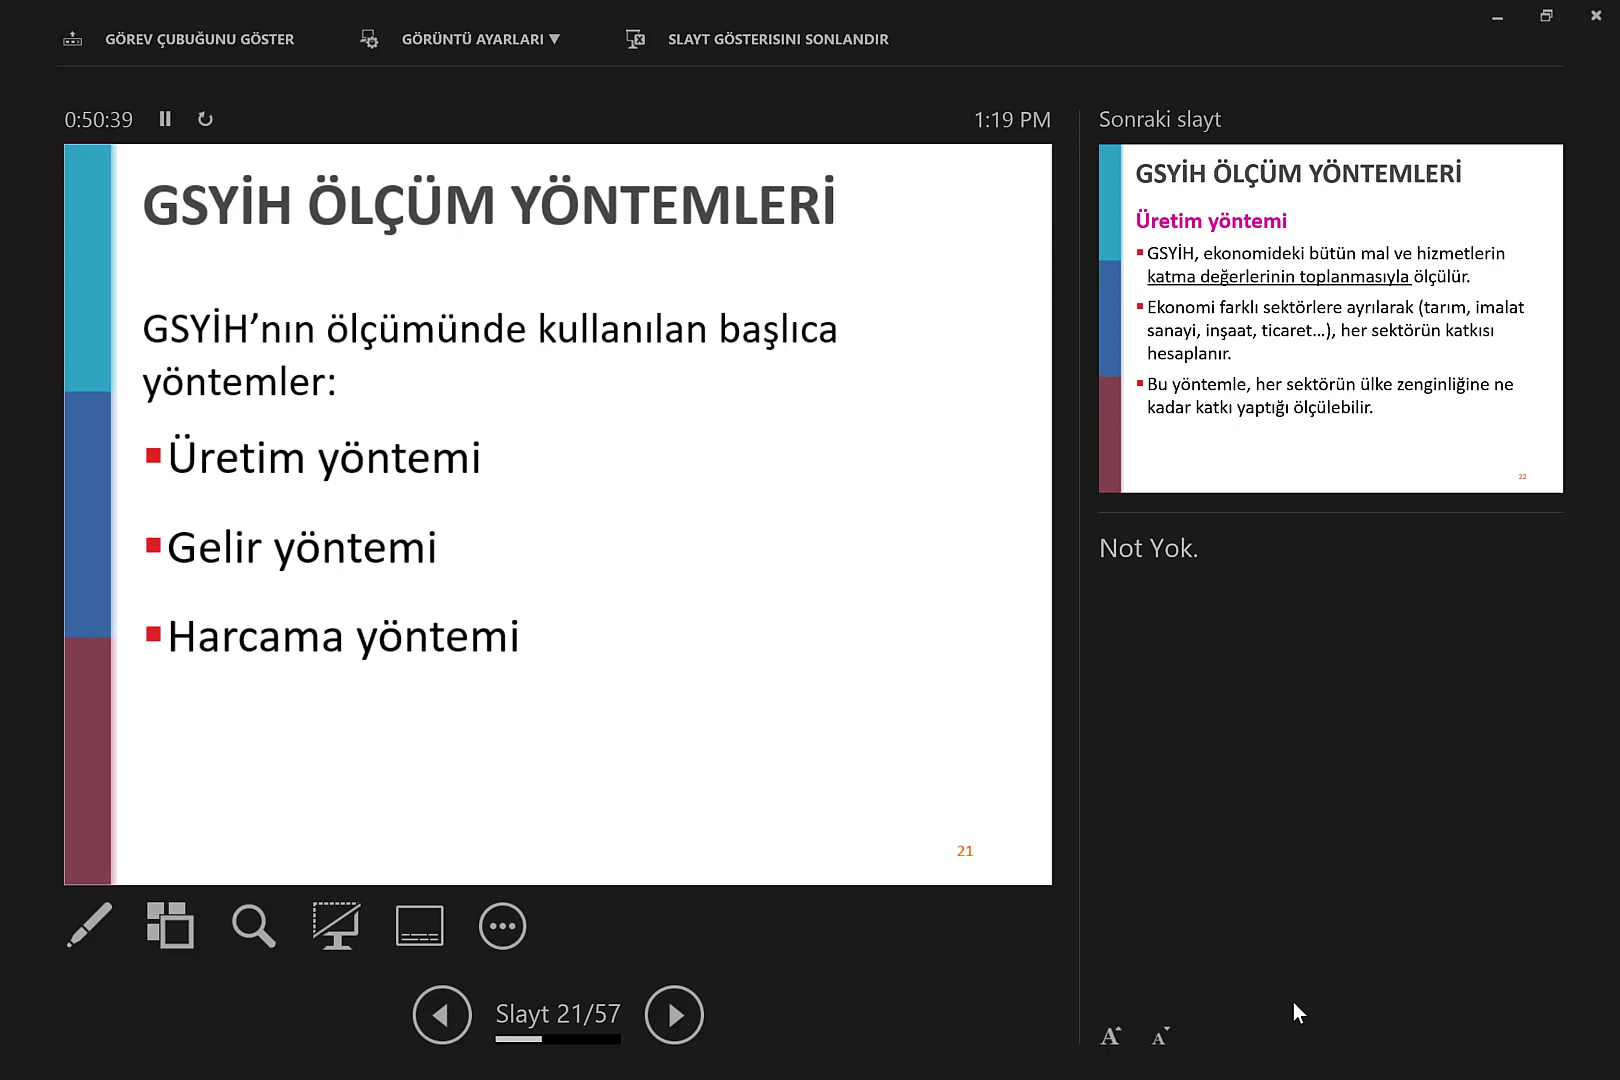 GÖREV ÇUBUĞUNU GÖSTER
GÖRÜNTÜ AYARLARI ▼
SLAYT GÖSTERISINI SONLANDIR
0:50:39
1:19 PM
GSYİH ÖLÇÜM YÖNTEMLERİ
GSYİH’nın ölçümünde kullanılan başlıca
yöntemler:
▪Üretim yöntemi
▪Gelir yöntemi
▪Harcama yöntemi
21
Slayt 21/57
Sonraki slayt
GSYİH ÖLÇÜM YÖNTEMLERİ
Üretim yöntemi
▪GSYİH, ekonomideki bütün mal ve hizmetlerin
katma değerlerinin toplanmasıyla ölçülür.
▪Ekonomi farklı sektörlere ayrılarak (tarım, imalat
sanayi, inşaat, ticaret…), her sektörün katkısı
hesaplanır.
▪Bu yöntemle, her sektörün ülke zenginliğine ne
kadar katkı yaptığı ölçülebilir.
22
Not Yok.
A A